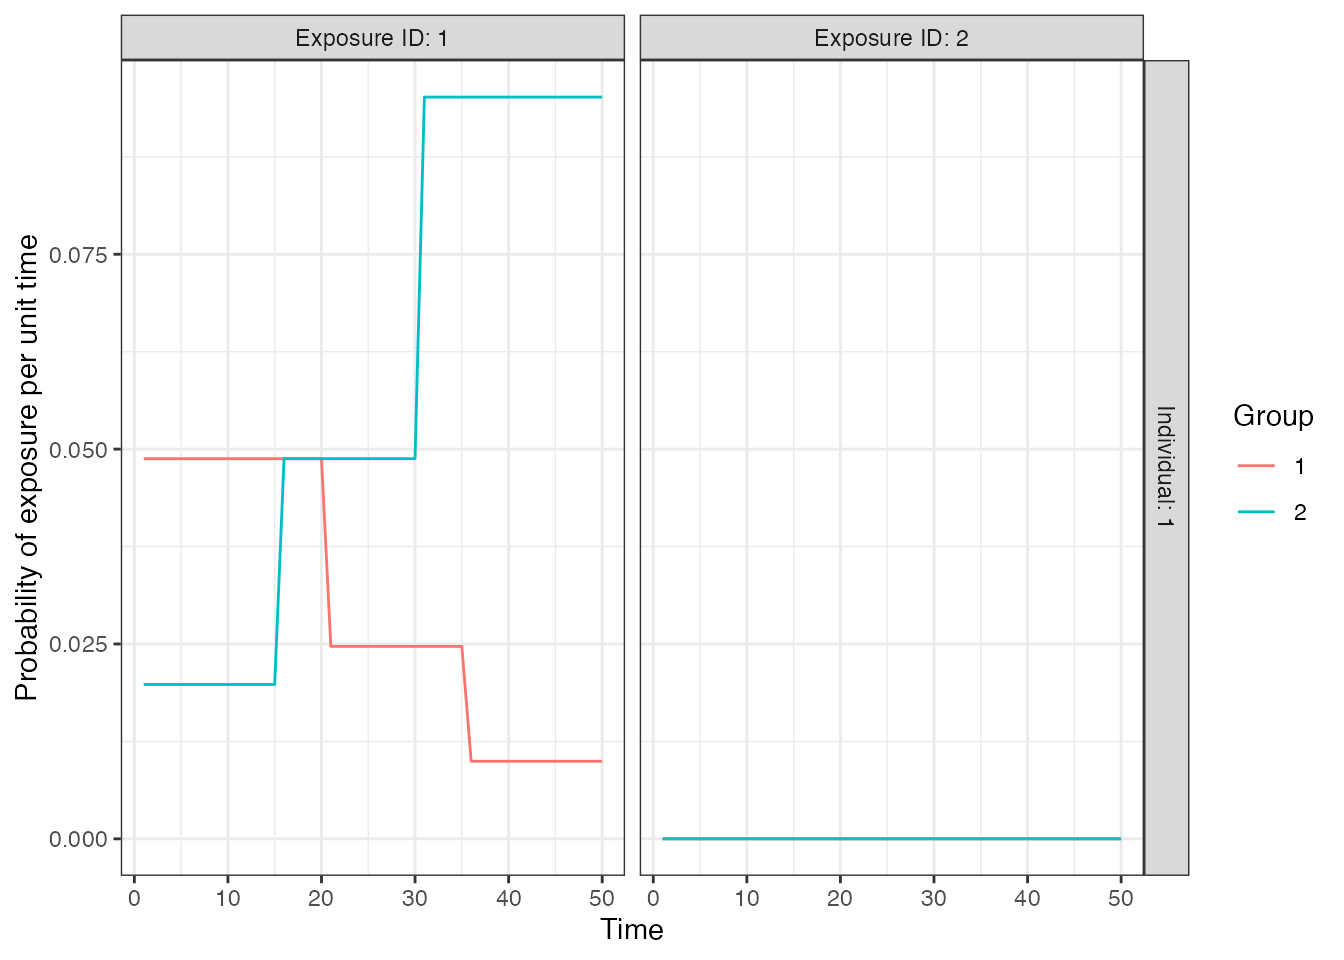 Exposure ID: 1
Exposure ID: 2
Individual: 1
Probability of exposure per unit time
0.075
0.050
0.025
0.000
0 10 20 30 40 50
0 10 20 30 40 50
Time
Group
1
2